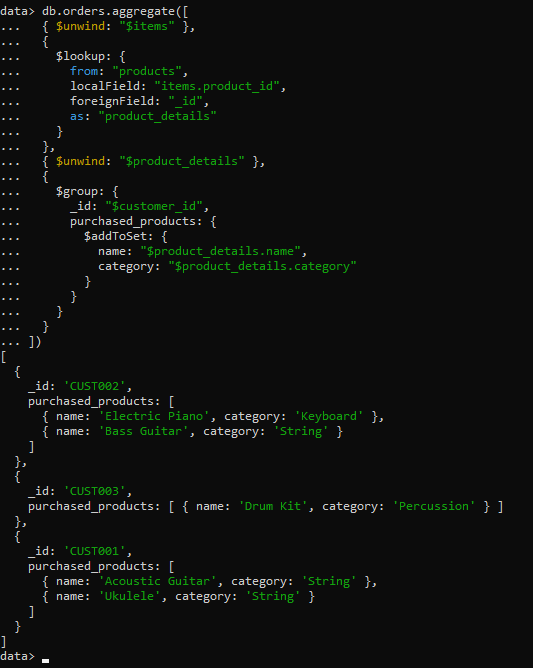 data> db.orders.aggregate([
...   { $unwind: "$items" },
...   {
...     $lookup: {
...       from: "products",
...       localField: "items.product_id",
...       foreignField: "_id",
...       as: "product_details"
...     }
...   },
...   { $unwind: "$product_details" },
...   {
...     $group: {
...       _id: "$customer_id",
...       purchased_products: {
...         $addToSet: {
...           name: "$product_details.name",
...           category: "$product_details.category"
...         }
...       }
...     }
...   }
... ])
[
  {
    _id: 'CUST002',
    purchased_products: [
      { name: 'Electric Piano', category: 'Keyboard' },
      { name: 'Bass Guitar', category: 'String' }
    ]
  },
  {
    _id: 'CUST003',
    purchased_products: [ { name: 'Drum Kit', category: 'Percussion' } ]
  },
  {
    _id: 'CUST001',
    purchased_products: [
      { name: 'Acoustic Guitar', category: 'String' },
      { name: 'Ukulele', category: 'String' }
    ]
  }
]
data>